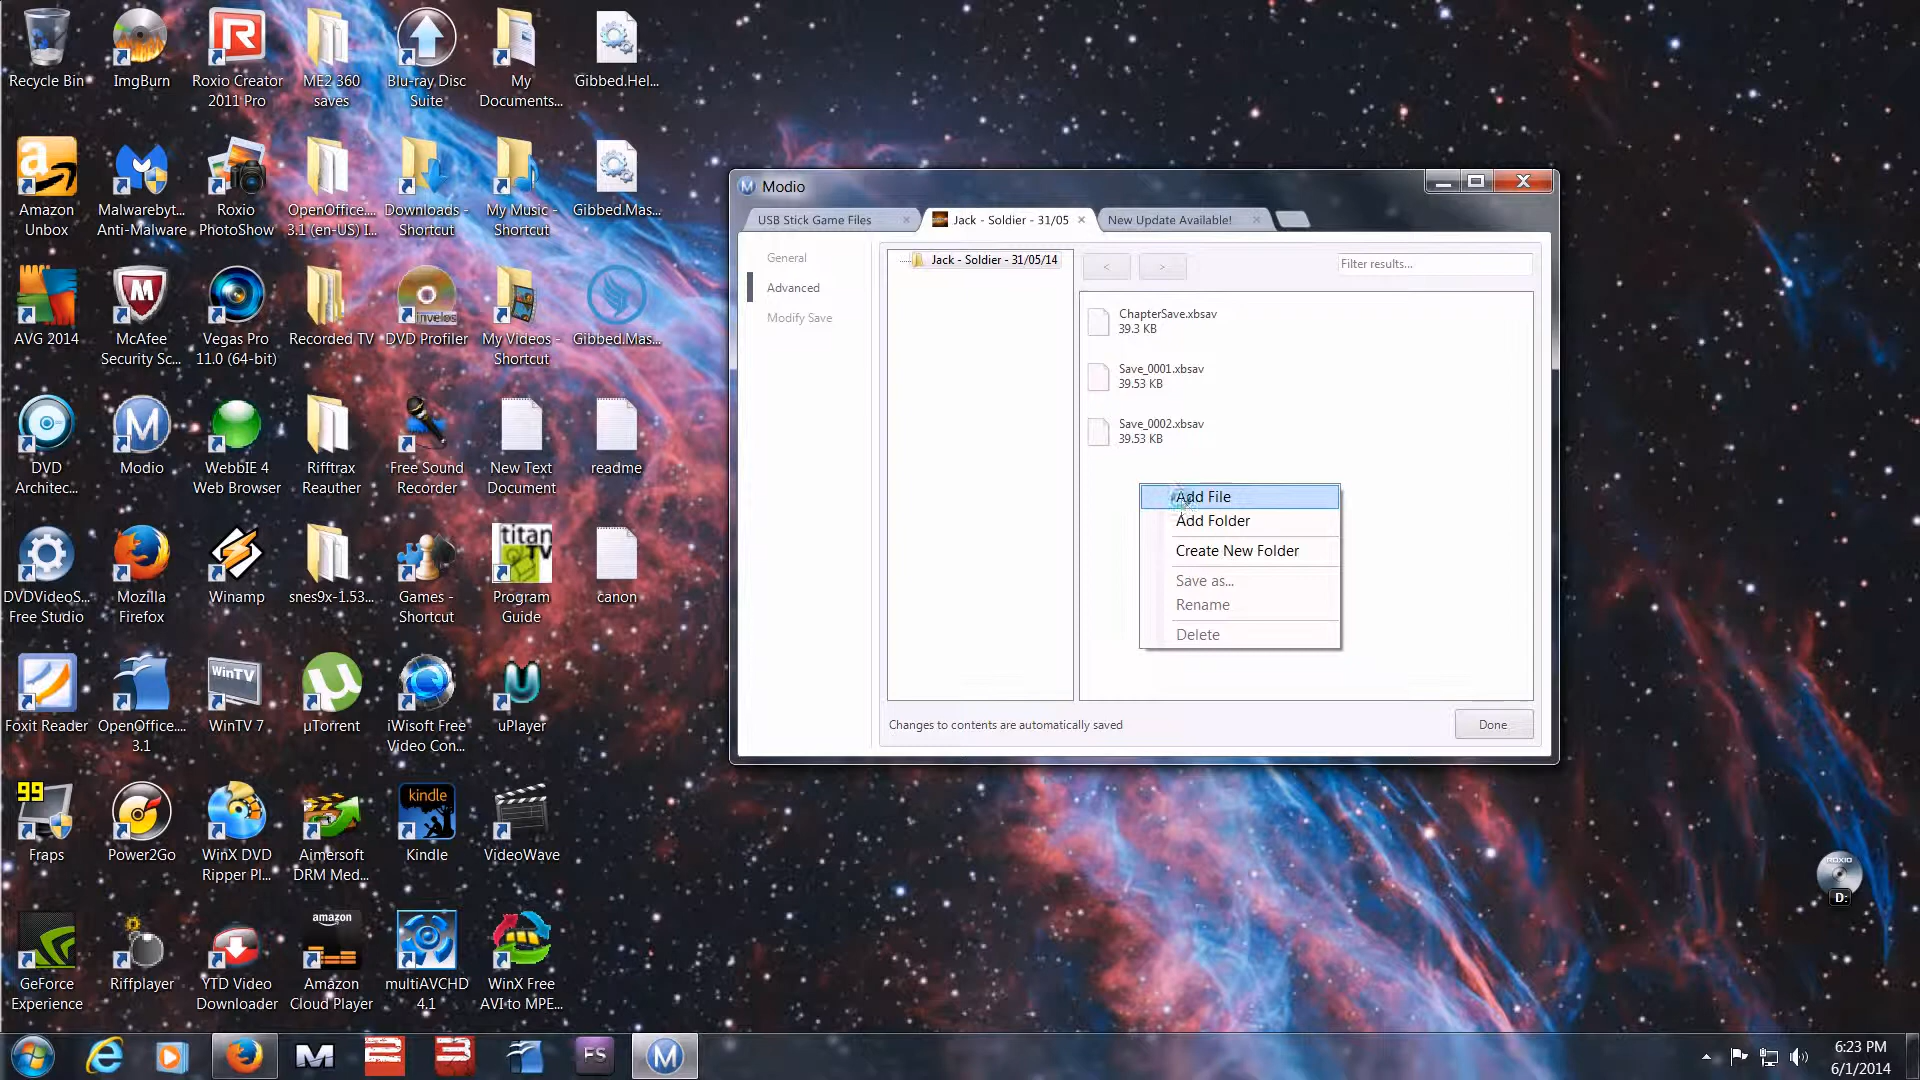 Recycle Bin
ImgBurn
Roxio Creator
2011 Pro
ME2 360
saves
Blu-ray Disc
Suite
My
Documents...
Gibbed.Hel...
Amazon
Unbox
Malwarebyt...
Anti-Malware
Roxio
PhotoShow
OpenOffice....
3.1 (en-US) I...
Downloads -
Shortcut
My Music -
Shortcut
Gibbed.Mas...
AVG 2014
McAfee
Security Sc...
Vegas Pro
11.0 (64-bit)
Recorded TV
invelos
DVD Profiler
My Videos -
Shortcut
Gibbed.Mas...
DVD
Architec...
Modio
WebbIE 4
Web Browser
Rifftrax
Reauther
Free Sound
Recorder
New Text
Document
readme
DVDVideoS...
Free Studio
Mozilla
Firefox
Winamp
snes9x-1.53...
Games -
Shortcut
titan
TV
Program
Guide
canon
Foxit Reader
OpenOffice....
3.1
WinTV
WinTV 7
µTorrent
iWisoft Free
Video Con...
uPlayer
99
Fraps
Power2Go
WinX DVD
Ripper Pl...
Aimersoft
DRM Med...
kindle
Kindle
VideoWave
GeForce
Experience
Riffplayer
YTD Video
Downloader
amazon
Amazon
Cloud Player
multiAVCHD
4.1
WinX Free
AVI to MPE...
Modio
USB Stick Game Files
Jack - Soldier - 31/05
New Update Available!
General
Advanced
Modify Save
Jack - Soldier - 31/05/14
<
>
Filter results...
ChapterSave.xbsav
39.3 KB
Save_0001.xbsav
39.53 KB
Save_0002.xbsav
39.53 KB
Add File
Add Folder
Create New Folder
Save as...
Rename
Delete
Changes to contents are automatically saved
Done
ROXIO
D:
FS
6:23 PM
6/1/2014